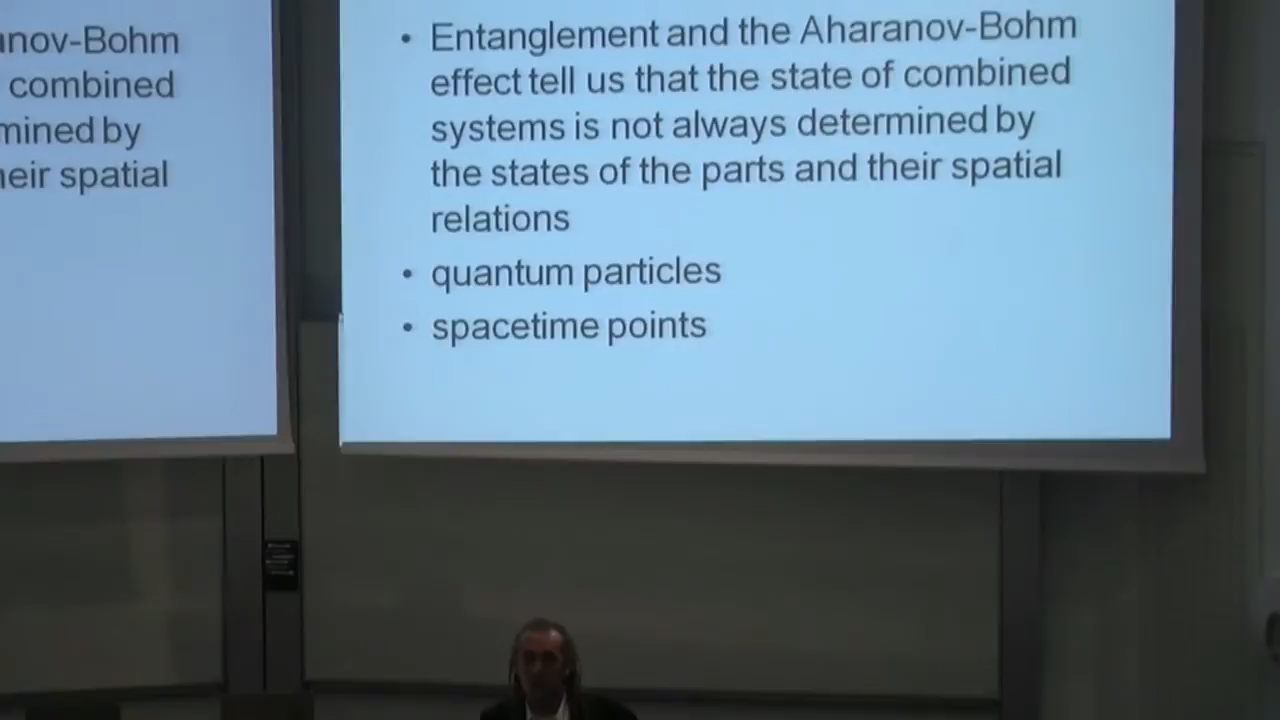 anov-Bohm
combined
mined by
heir spatial
• Entanglement and the Aharanov-Bohm
effect tell us that the state of combined
systems is not always determined by
the states of the parts and their spatial
relations
• quantum particles
• spacetime points